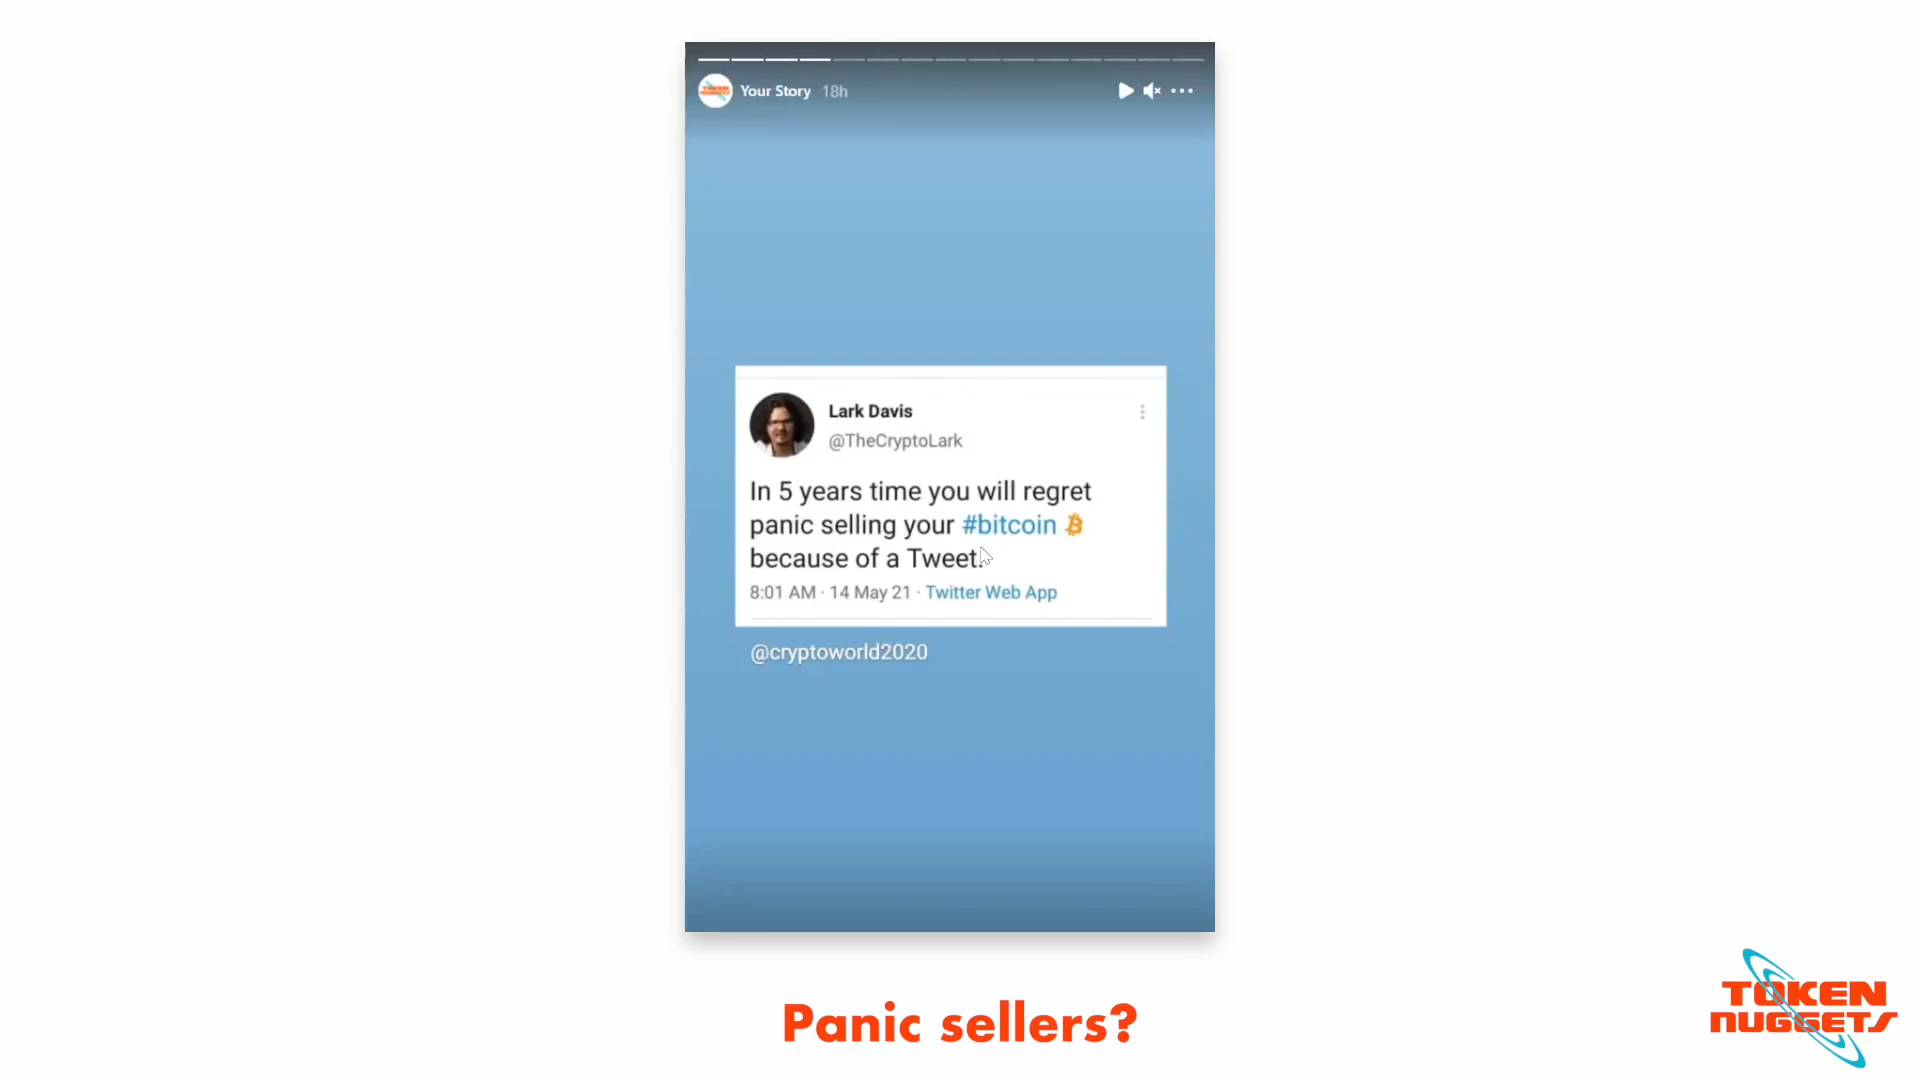 Your Story 18h
Lark Davis
@TheCryptoLark
In 5 years time you will regret
panic selling your #bitcoin
because of a Tweet.
8:01 AM · 14 May 21 · Twitter Web App
@cryptoworld2020
Panic sellers?
TOKEN
NUGGETS